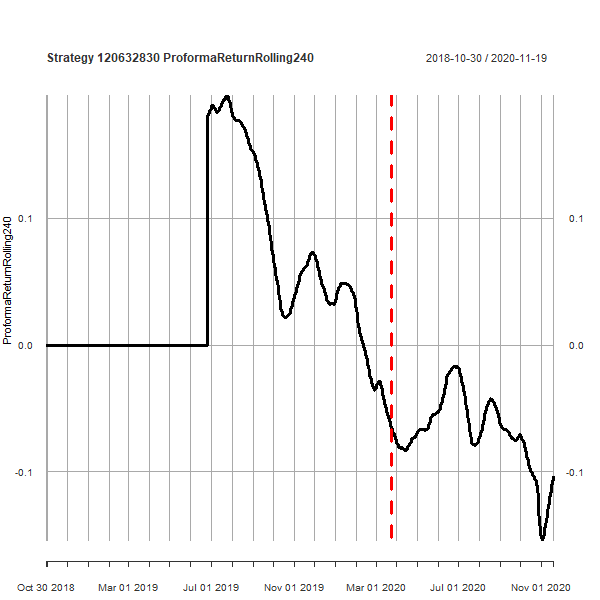 Strategy 120632830 ProformaReturnRolling240
2018-10-30 / 2020-11-19
ProformaReturnRolling240
0.1
0.0
-0.1
0.1
0.0
-0.1
Oct 30 2018
Mar 01 2019
Jul 01 2019
Nov 01 2019
Mar 01 2020
Jul 01 2020
Nov 01 2020